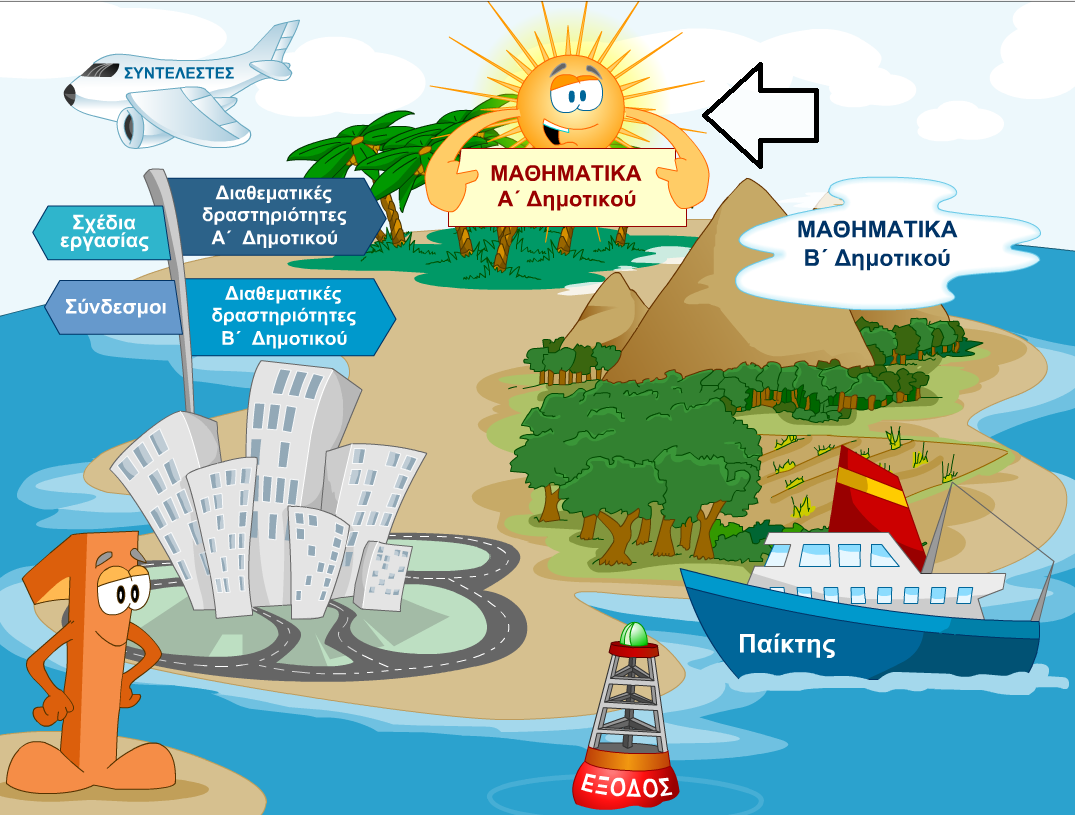 ΣΥΝΤΕΛΕΣΤΕΣ
ΜΑΘΗΜΑΤΙΚΑ
Α΄ Δημοτικού
Διαθεματικές
δραστηριότητες
Α΄ Δημοτικού
Σχέδια
εργασίας
ΜΑΘΗΜΑΤΙΚΑ
Β΄ Δημοτικού
Σύνδεσμοι
Διαθεματικές
δραστηριότητες
Β΄ Δημοτικού
Παίκτης
ΕΞΟΔΟΣ